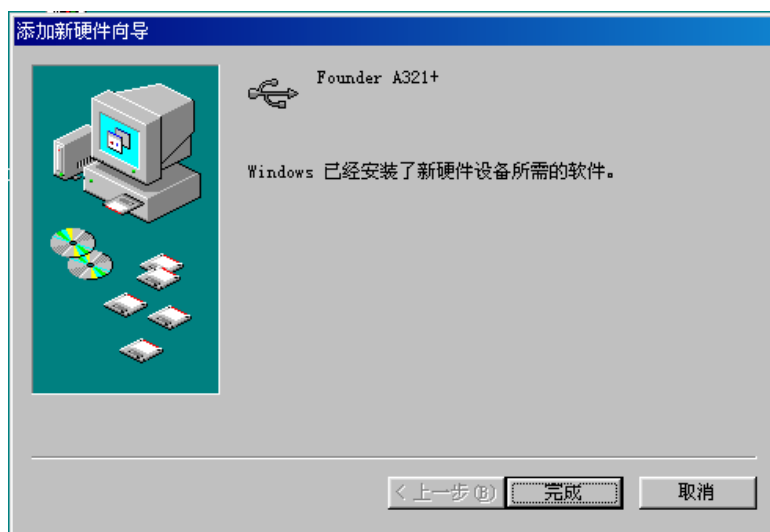 添加新硬件向导
Founder A321+
Windows 已经安装了新硬件设备所需的软件。
< 上一步(B)
完成
取消